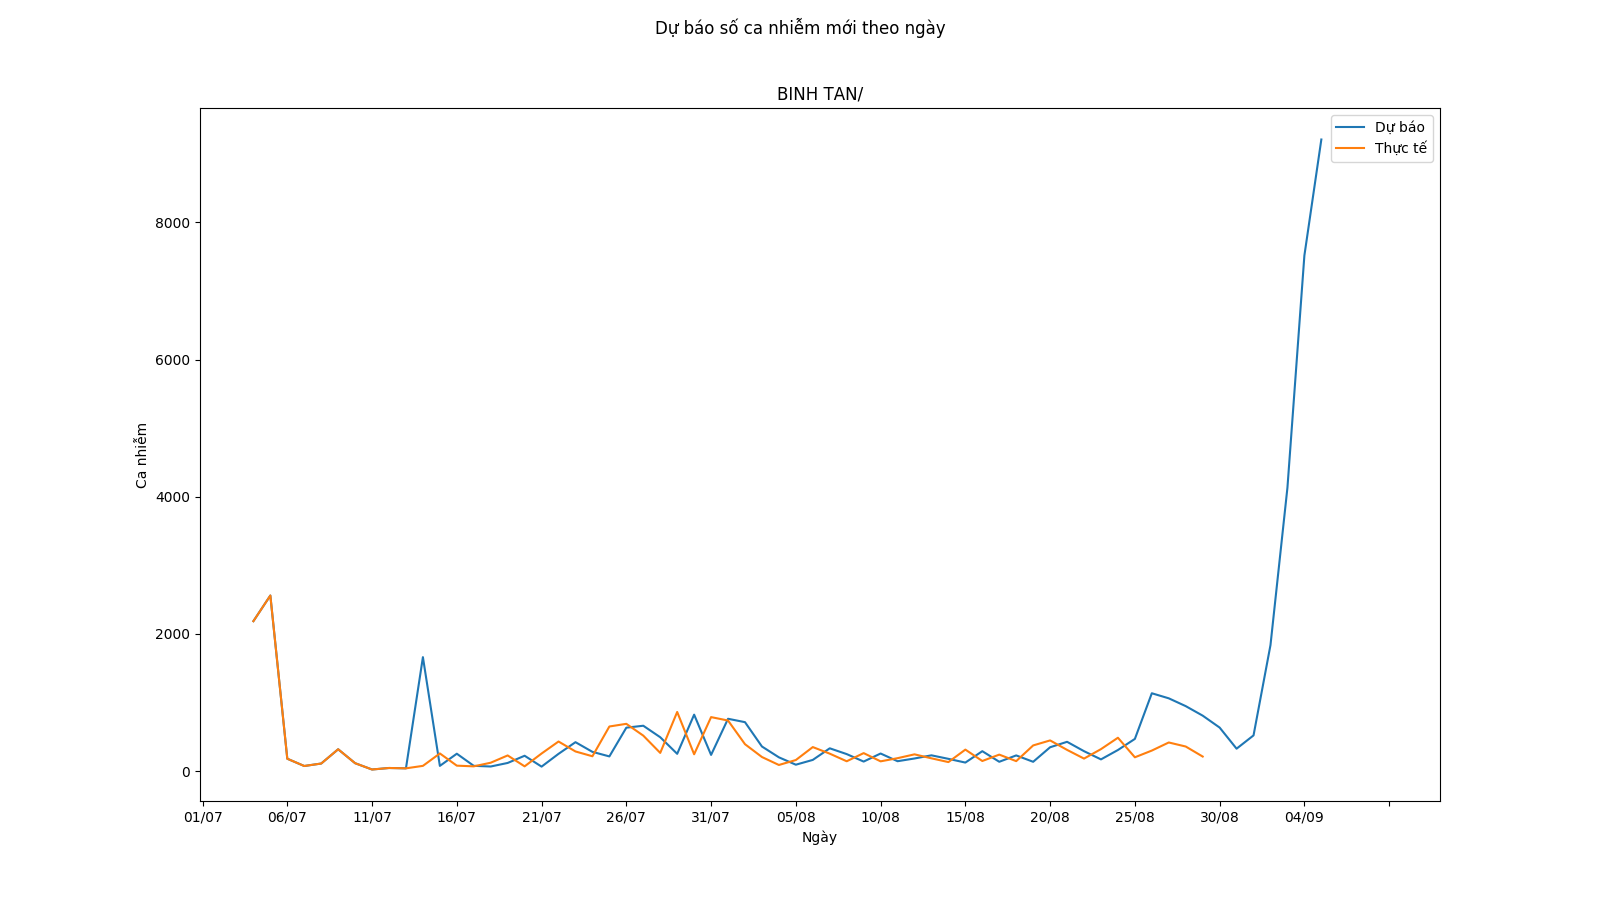 Dự báo số ca nhiễm mới theo ngày
BINH TAN/
Dự báo
Thực tế
8000
6000
4000
2000
0
Ca nhiễm
01/07 06/07 11/07 16/07 21/07 26/07 31/07 05/08 10/08 15/08 20/08 25/08 30/08 04/09
Ngày